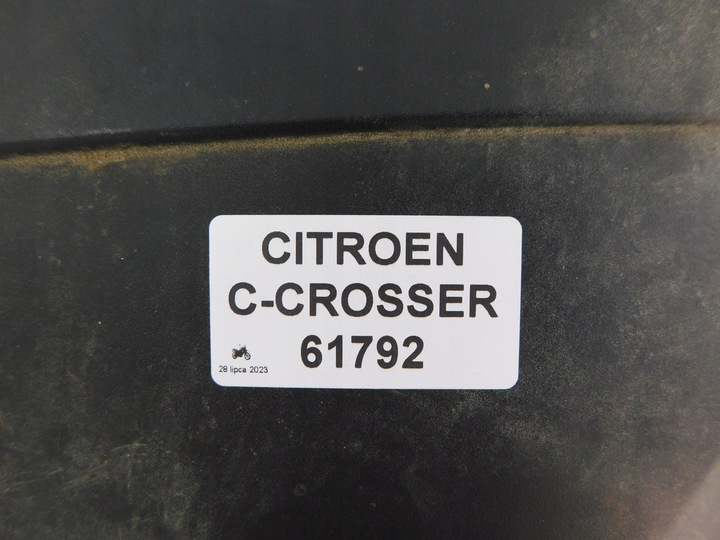 CITROEN
C-CROSSER
61792
28 lipca 2023